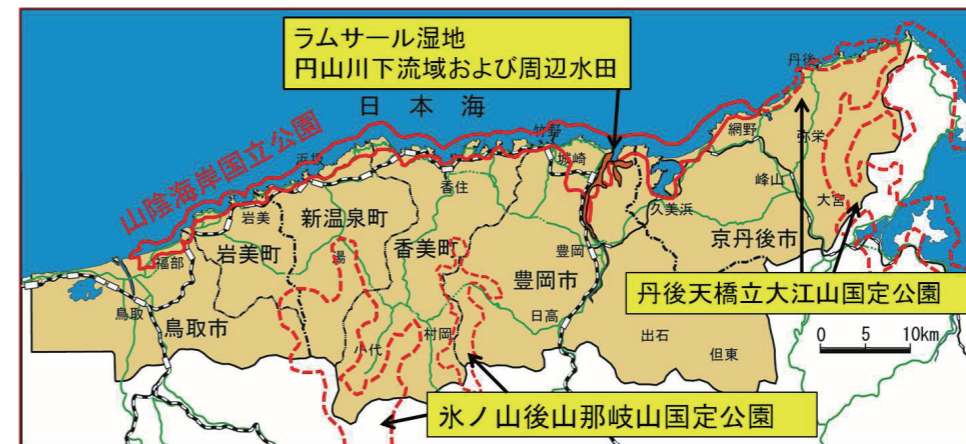 ラムサール湿地
円山川下流域および周辺水田
日本海
山陰海岸国立公園
丹後
網野
弥栄
竹野
城崎
浜坂
香住
峰山
大宮
岩美
新温泉町
久美浜
京丹後市
福部
岩美町
湯
香美町
豊岡
豊岡市
丹後天橋立大江山国定公園
鳥取
鳥取市
日高
村岡
小代
出石
但東
0 5 10km
氷ノ山後山那岐山国定公園